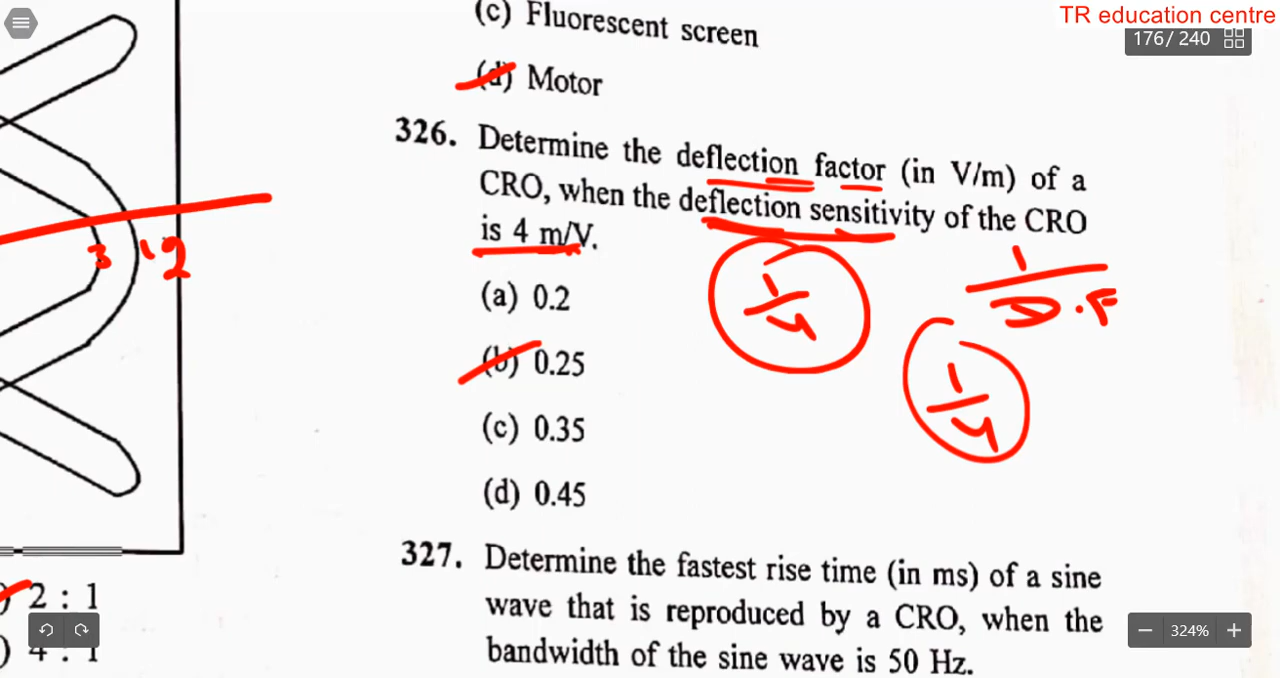 TR education centre
176/ 240
(c) Fluorescent screen
(d) Motor
326. Determine the deflection factor (in V/m) of a
CRO, when the deflection sensitivity of the CRO
is 4 m/V.
(a) 0.2
(b) 0.25
(c) 0.35
(d) 0.45
1/4
1/D.F
1/4
3 2
327. Determine the fastest rise time (in ms) of a sine
wave that is reproduced by a CRO, when the
bandwidth of the sine wave is 50 Hz.
) 2 : 1
) 4 : 1
324%